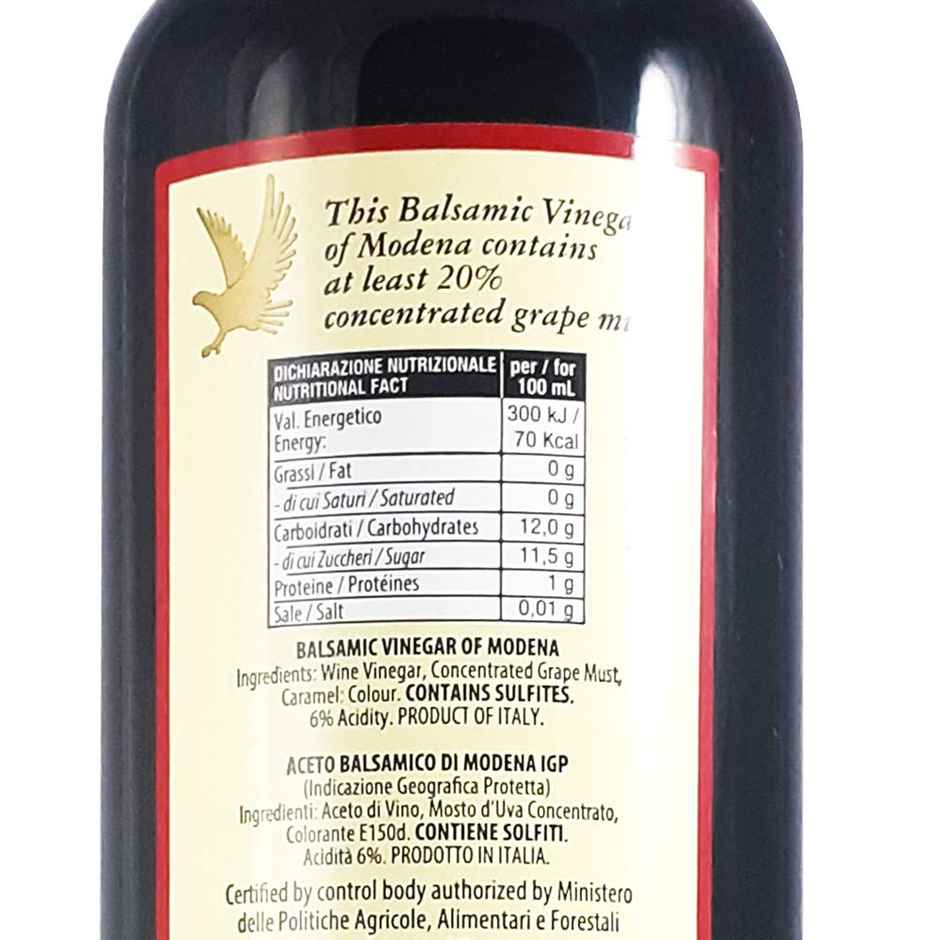 This Balsamic Vinega
of Modena contains
at least 20%
concentrated grape
DICHIARAZIONE NUTRIZIONALE per / for
NUTRITIONAL FACT 100 mL
Val. Energetico 300 kJ /
Energy: 70 Kcal
Grassi / Fat 0 g
- di cui Saturi / Saturated 0 g
Carboidrati / Carbohydrates 12,0 g
- di cui Zuccheri / Sugar 11,5 g
Proteine / Protéines 1 g
Sale / Salt 0,01 g
BALSAMIC VINEGAR OF MODENA
Ingredients: Wine Vinegar, Concentrated Grape Must,
Caramel: Colour. CONTAINS SULFITES.
6% Acidity. PRODUCT OF ITALY.
ACETO BALSAMICO DI MODENA IGP
(Indicazione Geografica Protetta)
Ingredienti: Aceto di Vino, Mosto d'Uva Concentrato,
Colorante E150d. CONTIENE SOLFITI.
Acidità 6%. PRODOTTO IN ITALIA.
Certified by control body authorized by Ministero
delle Politiche Agricole, Alimentari e Forestali